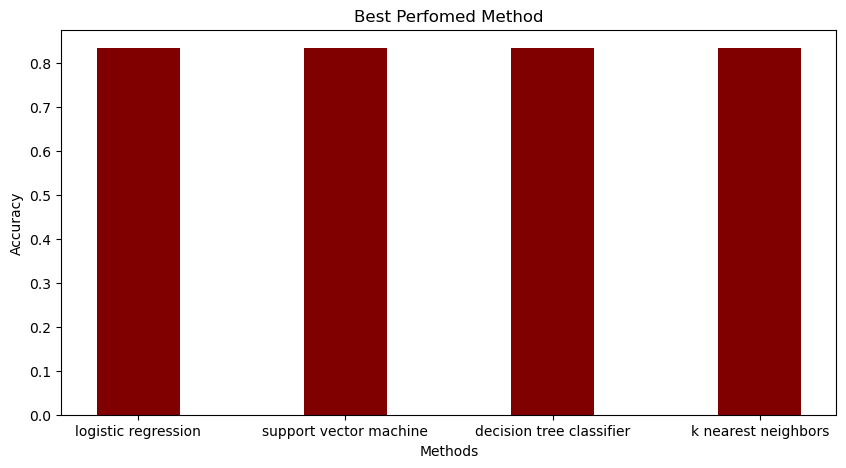 Best Perfomed Method
Accuracy
0.8
0.7
0.6
0.5
0.4
0.3
0.2
0.1
0.0
logistic regression
support vector machine
decision tree classifier
k nearest neighbors
Methods